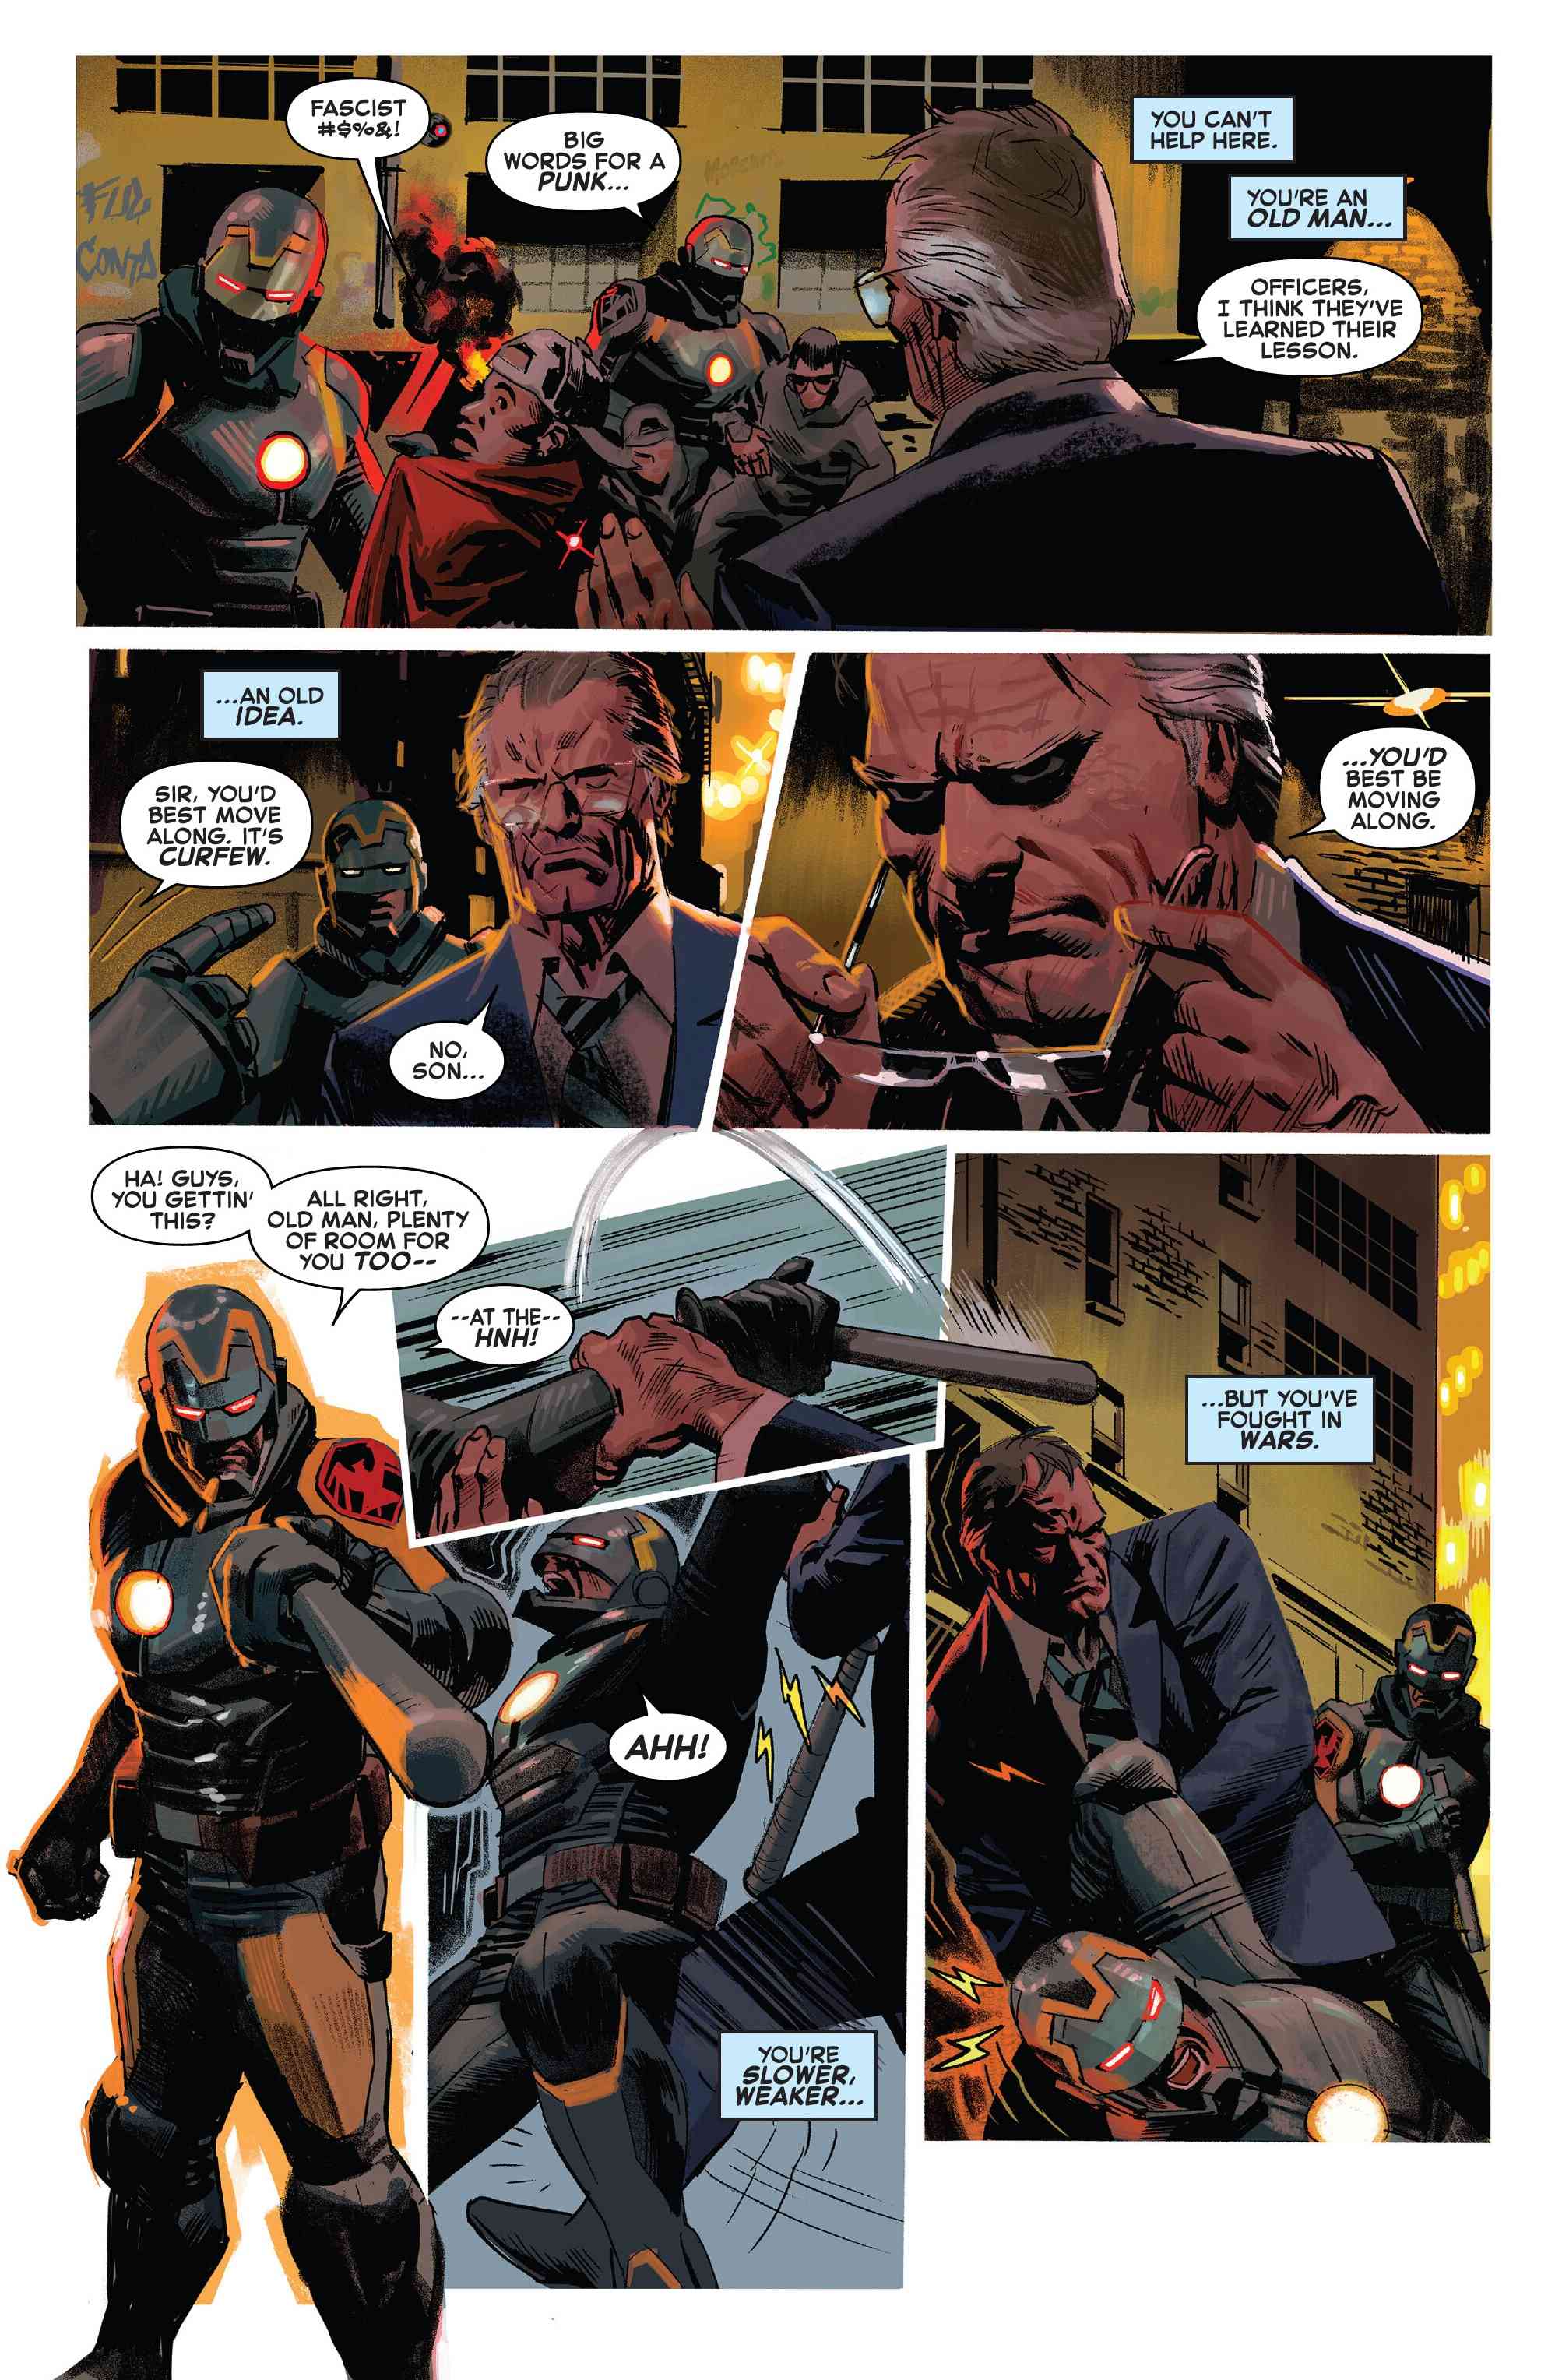 FASCIST
#$%&!
BIG
WORDS FOR A
PUNK...
YOU CAN'T
HELP HERE.
YOU'RE AN
OLD MAN...
OFFICERS,
I THINK THEY'VE
LEARNED THEIR
LESSON.
...AN OLD
IDEA.
SIR, YOU'D
BEST MOVE
ALONG. IT'S
CURFEW.
NO,
SON...
...YOU'D
BEST BE
MOVING
ALONG.
HA! GUYS,
YOU GETTIN'
THIS?
ALL RIGHT,
OLD MAN, PLENTY
OF ROOM FOR
YOU TOO--
--AT THE--
HNH!
AHH!
YOU'RE
SLOWER,
WEAKER...
...BUT YOU'VE
FOUGHT IN
WARS.